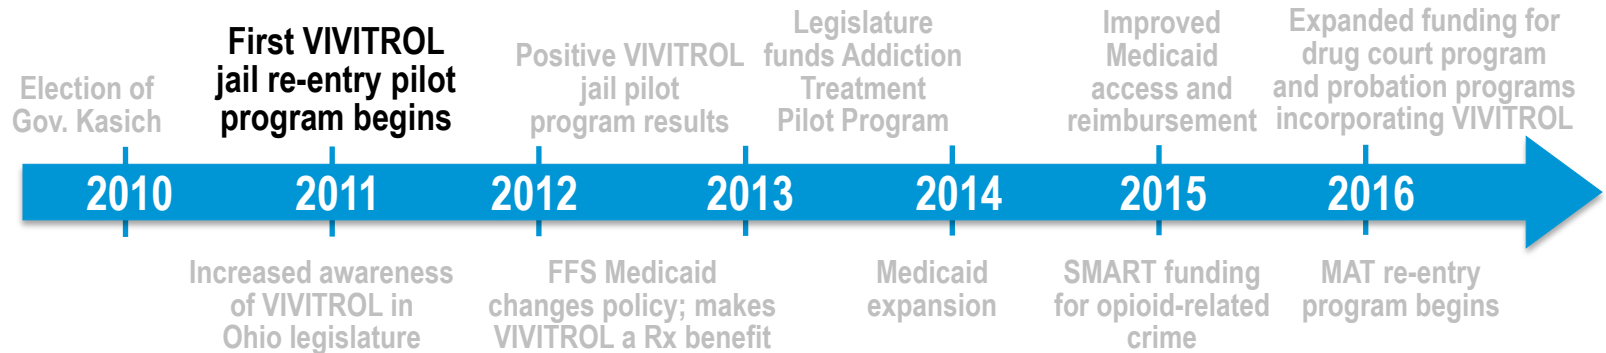 Election of
Gov. Kasich
First VIVITROL
jail re-entry pilot
program begins
Positive VIVITROL
jail pilot
program results
Legislature
funds Addiction
Treatment
Pilot Program
Improved
Medicaid
access and
reimbursement
Expanded funding for
drug court program
and probation programs
incorporating VIVITROL
2010
2011
2012
2013
2014
2015
2016
Increased awareness
of VIVITROL in
Ohio legislature
FFS Medicaid
changes policy; makes
VIVITROL a Rx benefit
Medicaid
expansion
SMART funding
for opioid-related
crime
MAT re-entry
program begins